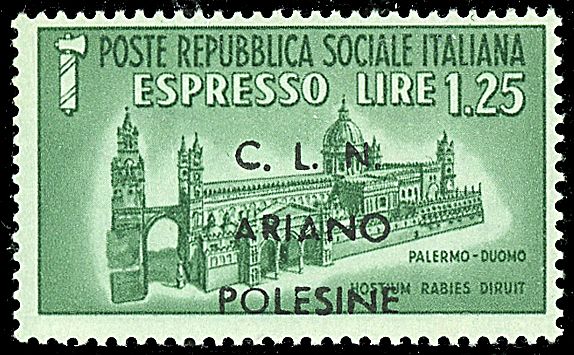 POSTE REPUBBLICA SOCIALE ITALIANA
ESPRESSO LIRE 1.25
C. L. N.
ARIANO
PALERMO-DUOMO
HOSTIUM RABIES DIRUIT
POLESINE